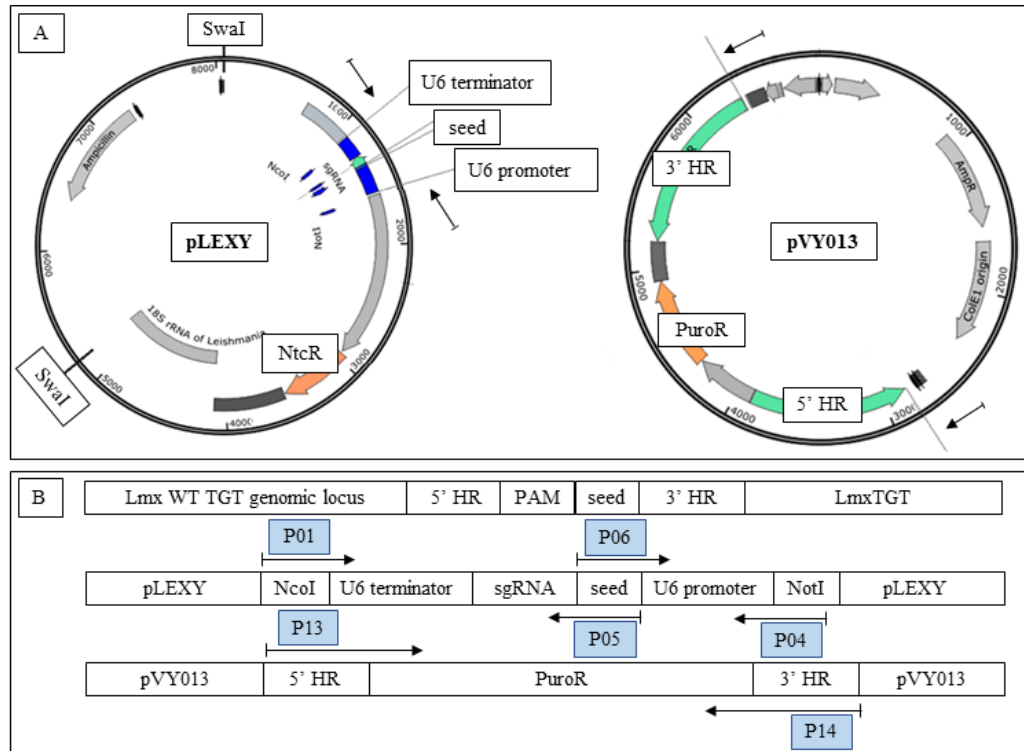 A
SwaI
8000
1000
U6 terminator
seed
U6 promoter
7000
Ampicillin
NcoI
sgRNA
NotI
pLEXY
2000
6000
18S rRNA of Leishmania
NtcR
3000
SwaI
5000
4000
6000
1000
3’ HR
AmpR
pVY013
5000
2000
ColE1 origin
PuroR
5’ HR
4000
3000
B
Lmx WT TGT genomic locus 5’ HR PAM seed 3’ HR LmxTGT
P01 P06
pLEXY NcoI U6 terminator sgRNA seed U6 promoter NotI pLEXY
P13 P05 P04
pVY013 5’ HR PuroR 3’ HR pVY013
P14